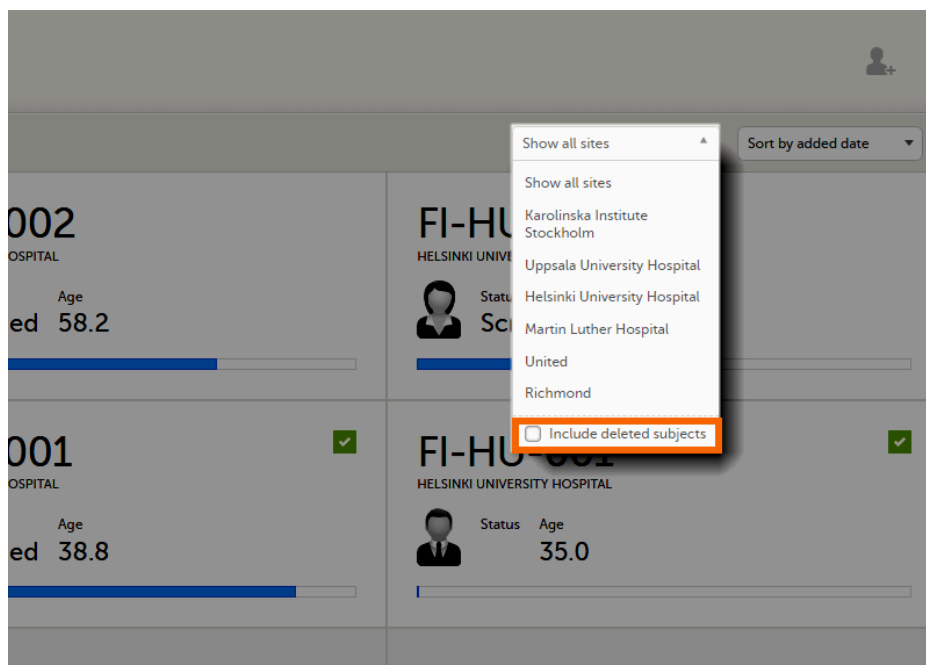 Show all sites
Sort by added date
Show all sites
Karolinska Institute
Stockholm
Uppsala University Hospital
Helsinki University Hospital
Martin Luther Hospital
United
Richmond
Include deleted subjects
002
OSPITAL
Age
ed 58.2
FI-HU
HELSINKI UNIVE
Statu
Sc
001
OSPITAL
Age
ed 38.8
FI-HU-001
HELSINKI UNIVERSITY HOSPITAL
Status Age
35.0